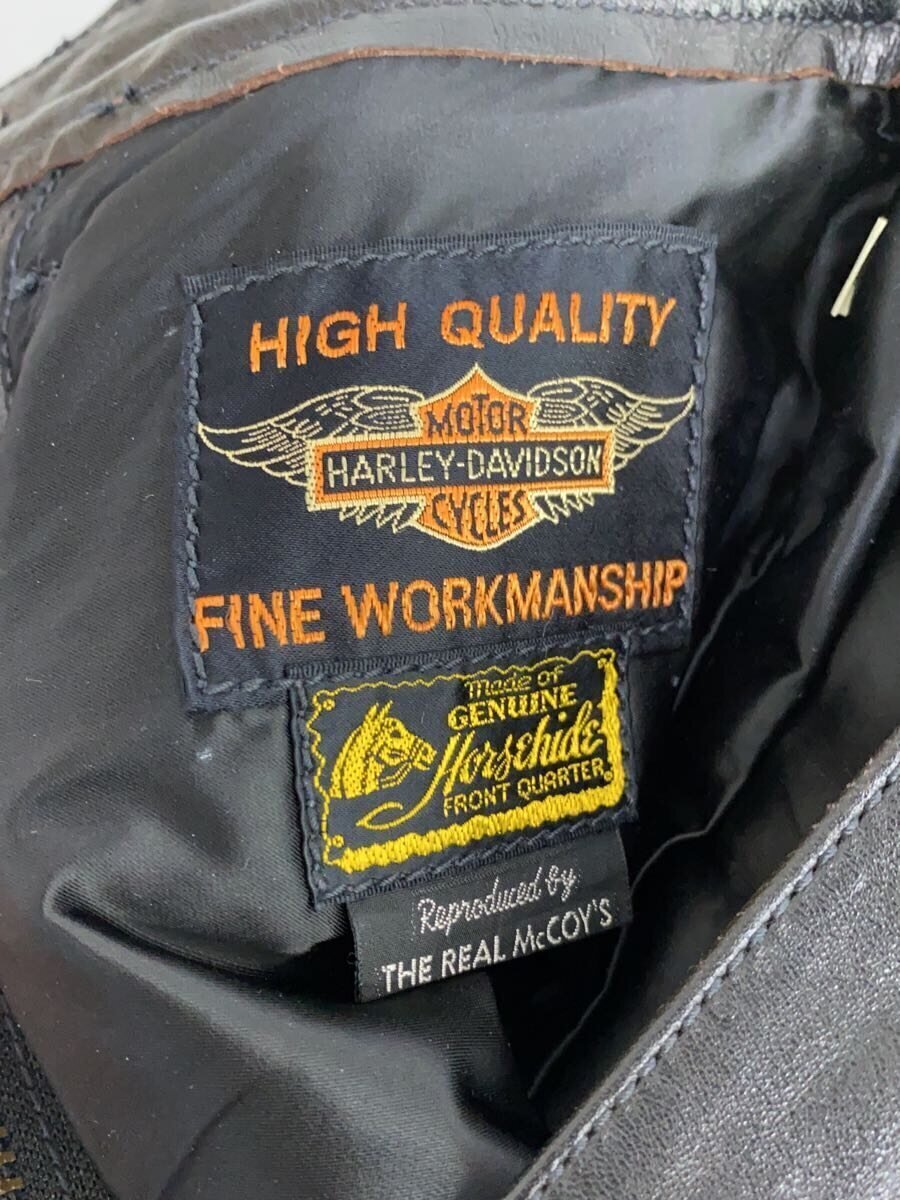 HIGH QUALITY
MOTOR
HARLEY-DAVIDSON
CYCLES
FINE WORKMANSHIP
Made of
GENUINE
Horsehide
FRONT QUARTER
Reproduced by
THE REAL McCOY'S